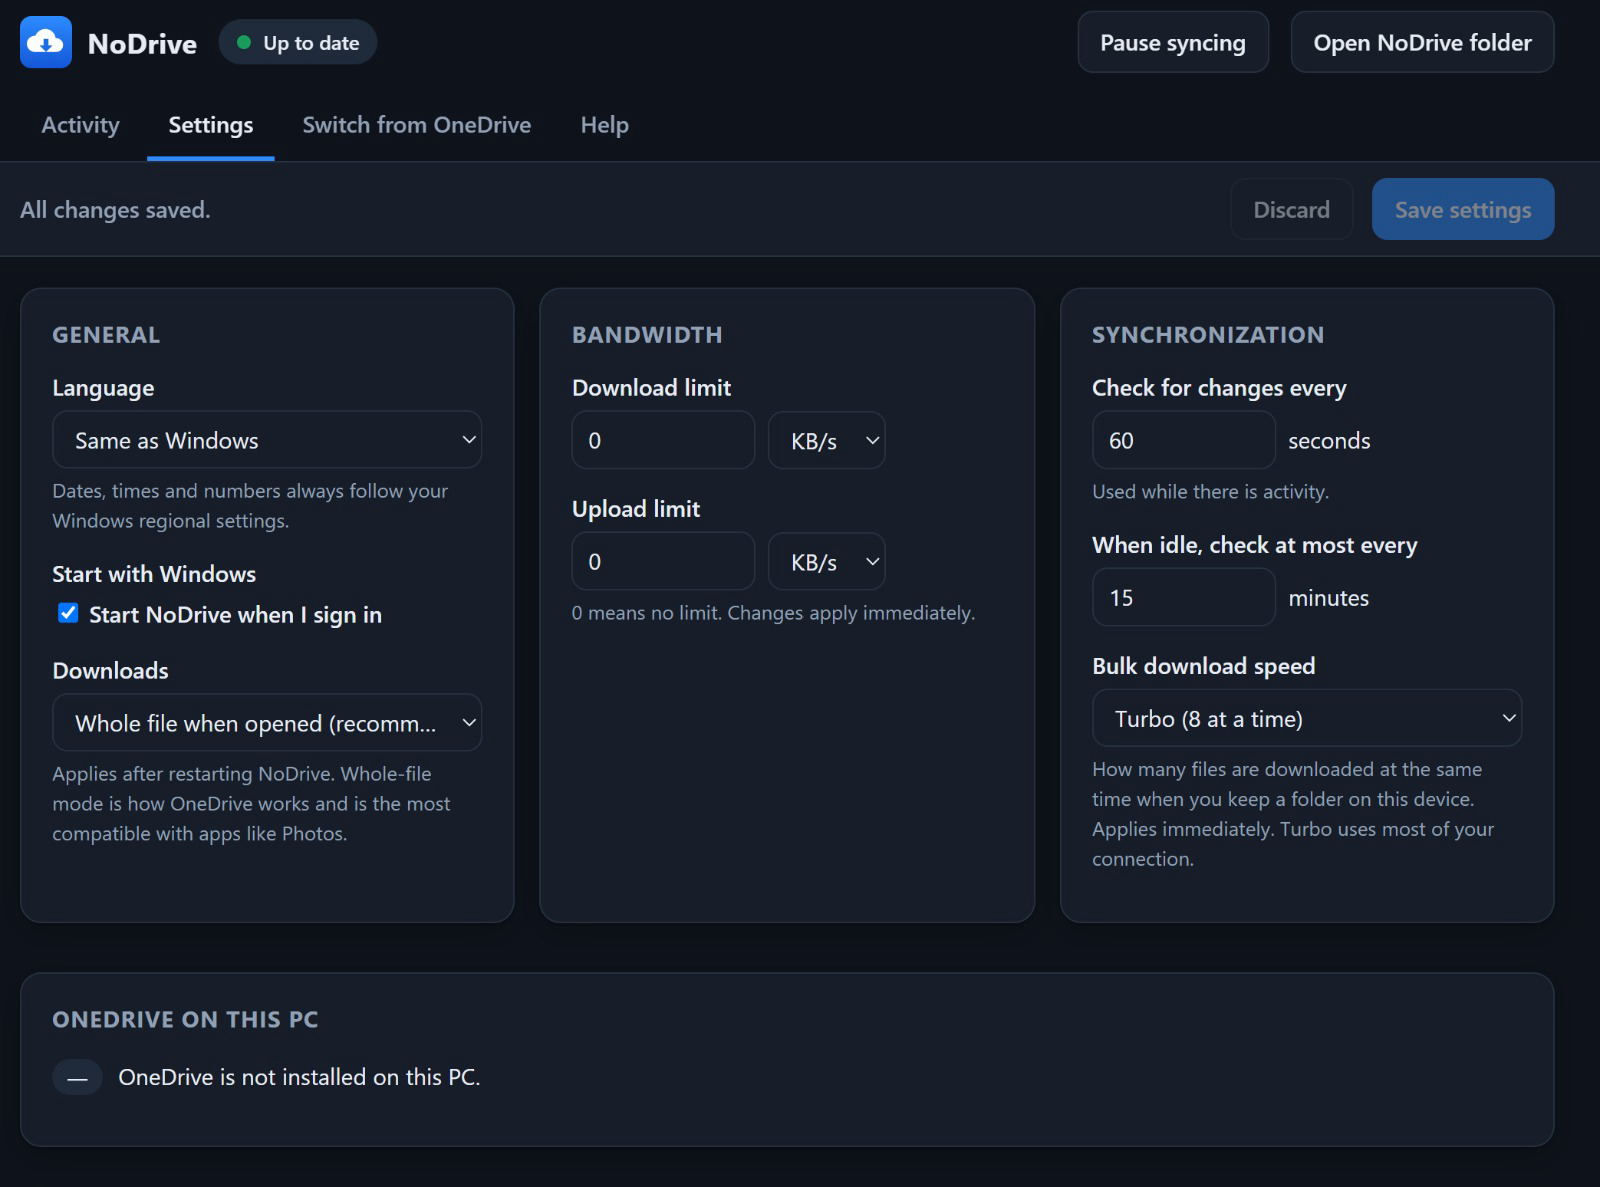 NoDrive
Up to date
Pause syncing
Open NoDrive folder
Activity
Settings
Switch from OneDrive
Help
All changes saved.
Discard
Save settings
GENERAL
Language
Same as Windows
Dates, times and numbers always follow your
Windows regional settings.
Start with Windows
Start NoDrive when I sign in
Downloads
Whole file when opened (recomm...
Applies after restarting NoDrive. Whole-file
mode is how OneDrive works and is the most
compatible with apps like Photos.
BANDWIDTH
Download limit
0
KB/s
Upload limit
0
KB/s
0 means no limit. Changes apply immediately.
SYNCHRONIZATION
Check for changes every
60
seconds
Used while there is activity.
When idle, check at most every
15
minutes
Bulk download speed
Turbo (8 at a time)
How many files are downloaded at the same
time when you keep a folder on this device.
Applies immediately. Turbo uses most of your
connection.
ONEDRIVE ON THIS PC
—
OneDrive is not installed on this PC.